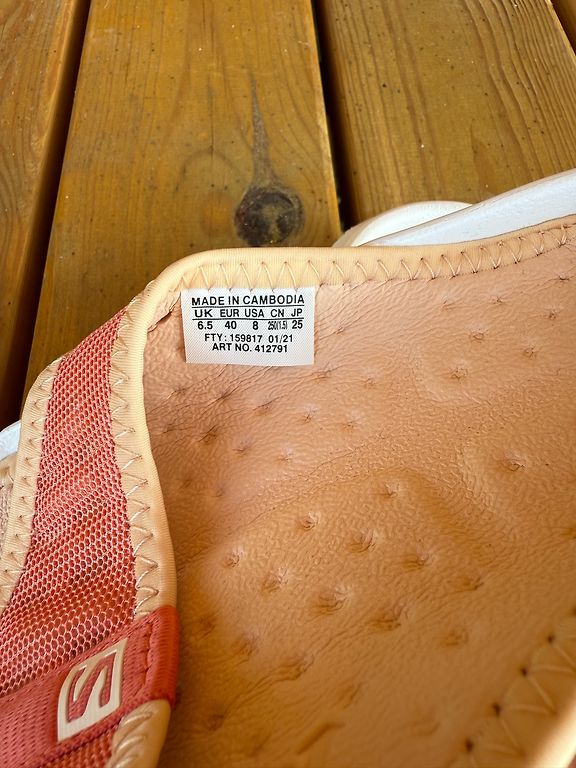 MADE IN CAMBODIA
UK EUR USA CN JP
6.5 40 8 250(1.5) 25
FTY: 159817 01/21
ART NO. 412791
S